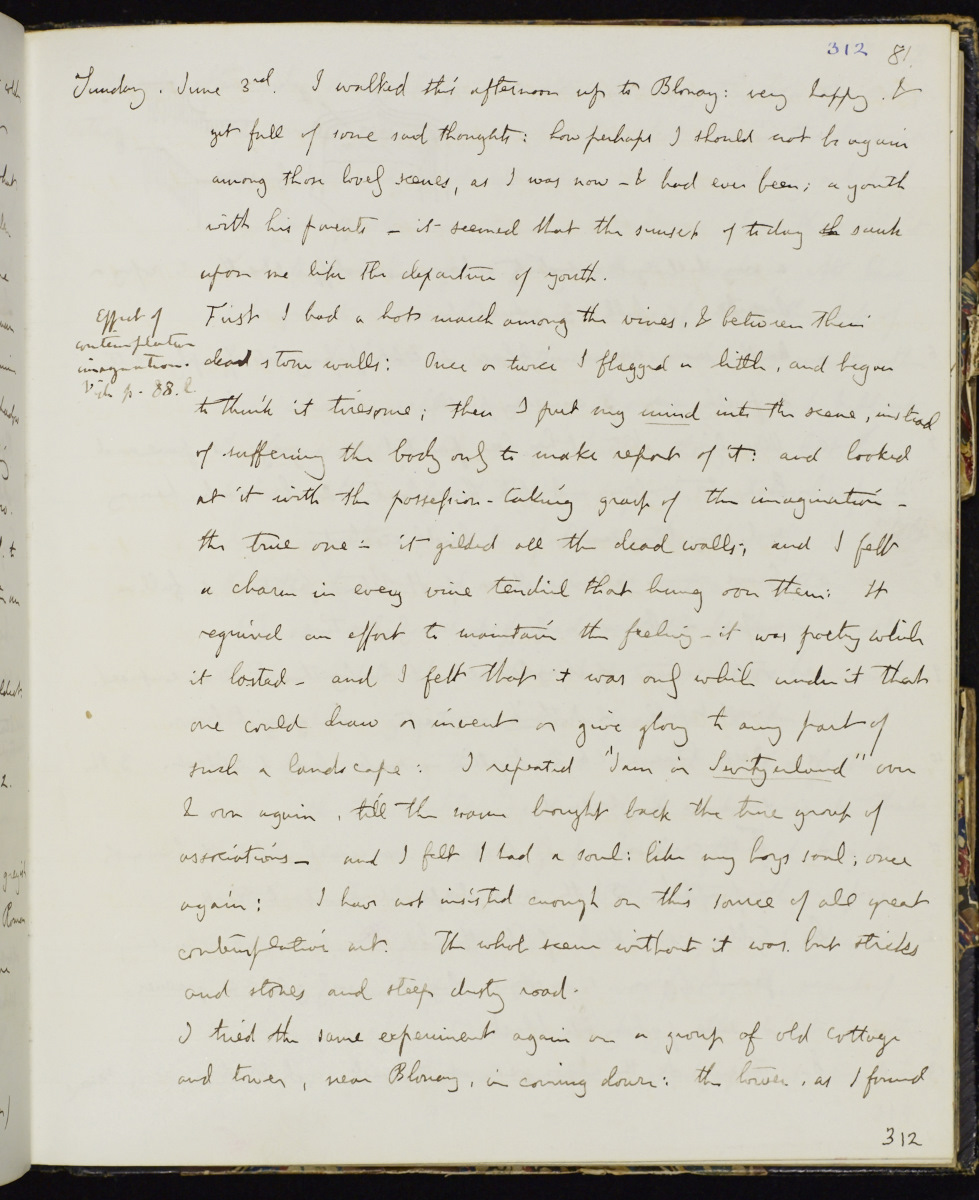 312 81.
Sunday. June 3rd. I walked this afternoon up to Blonay: very happy. &
yet full of some sad thoughts: how perhaps I should not be again
among those lovely scenes, as I was now - & had ever been; a youth
with his parents - it seemed that the sunset of today sank
upon me like the departure of youth.
First I had a hot march among the vines, & between their
Effect of
contemplative
imagination.
Vide p. 88.
dead stone walls: Once or twice I flagged a little, and began
to think it tiresome; then I put my mind into the scene, instead
of suffering the body only to make report of it: and looked
at it with the possession-taking grasp of the imagination -
the true one - it gilded all the dead walls; and I felt
a charm in every vine tendril that hung over them: It
required an effort to maintain the feeling - it was poetry while
it lasted - and I felt that it was only while under it that
one could draw or invent or give glory to any part of
such a landscape: I repeated "I am in Switzerland" over
& over again, till the name brought back the true group of
associations - and I felt I had a soul: like my boys soul; once
again: I have not insisted enough on this source of all great
contemplative art. The whole scene without it was but sticks
and stones and steep dusty road.
I tried the same experiment again on a group of old cottage
and tower, near Blonay, in coming down: the tower, as I found
312